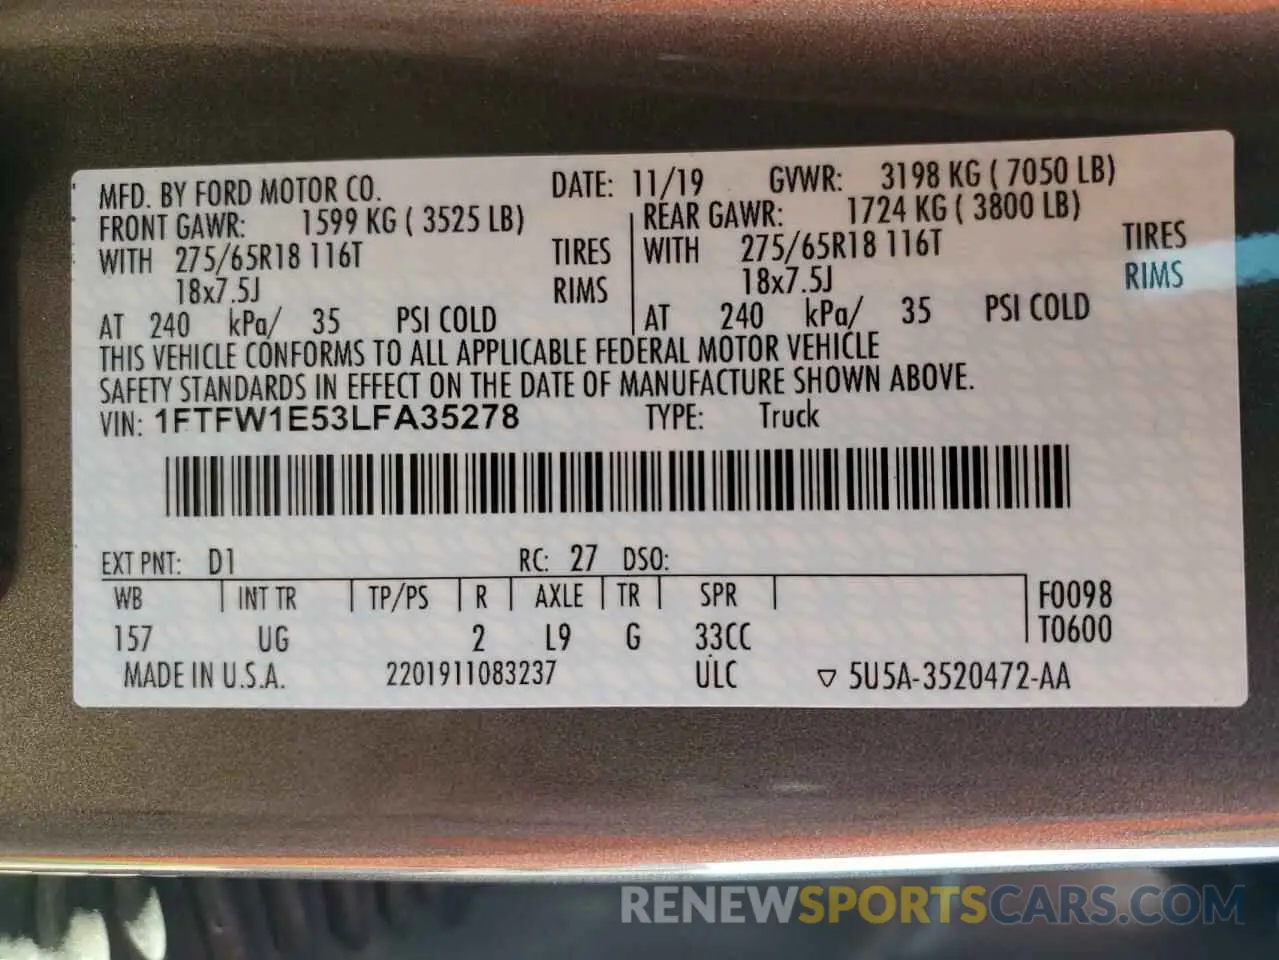 MFD. BY FORD MOTOR CO. DATE: 11/19 GVWR: 3198 KG ( 7050 LB)
FRONT GAWR: 1599 KG ( 3525 LB) REAR GAWR: 1724 KG ( 3800 LB)
WITH 275/65R18 116T TIRES WITH 275/65R18 116T TIRES
18x7.5J RIMS 18x7.5J RIMS
AT 240 kPa/ 35 PSI COLD AT 240 kPa/ 35 PSI COLD
THIS VEHICLE CONFORMS TO ALL APPLICABLE FEDERAL MOTOR VEHICLE
SAFETY STANDARDS IN EFFECT ON THE DATE OF MANUFACTURE SHOWN ABOVE.
VIN: 1FTFW1E53LFA35278 TYPE: Truck
EXT PNT: D1 RC: 27 DSO:
WB INT TR TP/PS R AXLE TR SPR F0098
157 UG 2 L9 G 33CC T0600
MADE IN U.S.A. 2201911083237 ULC ▽ 5U5A-3520472-AA
RENEWSPORTSCARS.COM